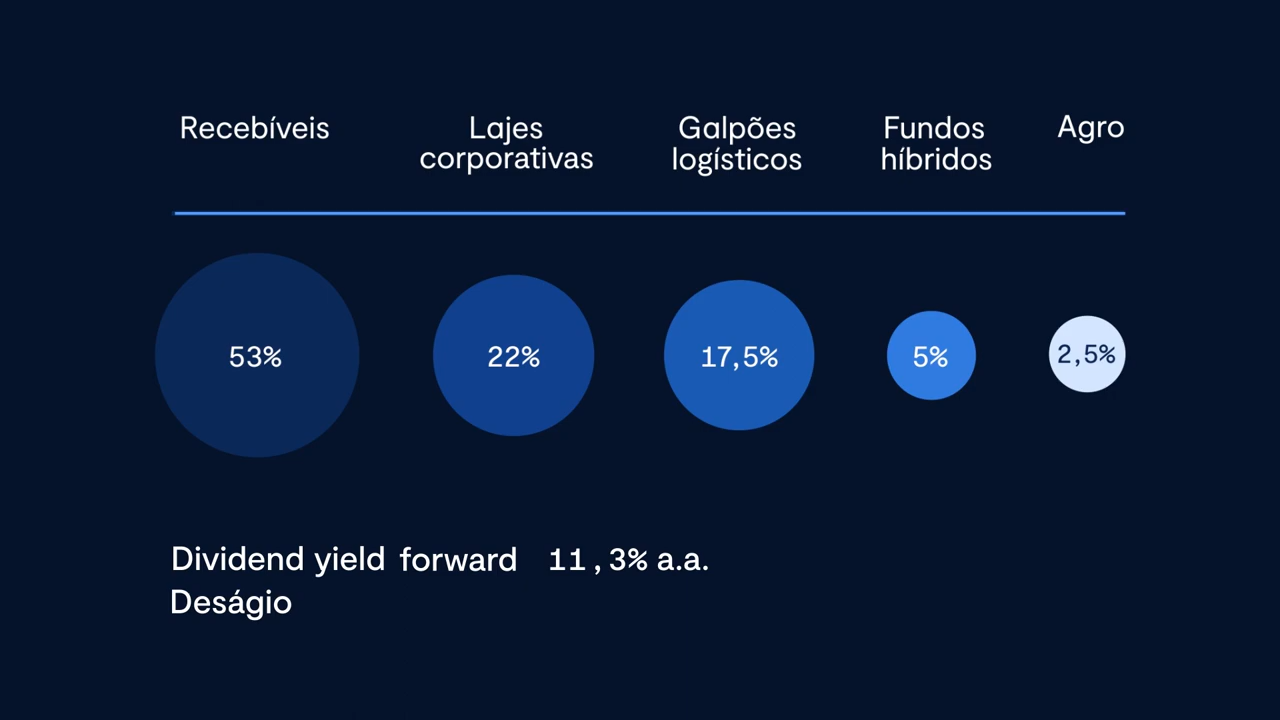 Recebíveis
Lajes
corporativas
Galpões
logísticos
Fundos
híbridos
Agro
53%
22%
17,5%
5%
2,5%
Dividend yield forward 11,3% a.a.
Deságio